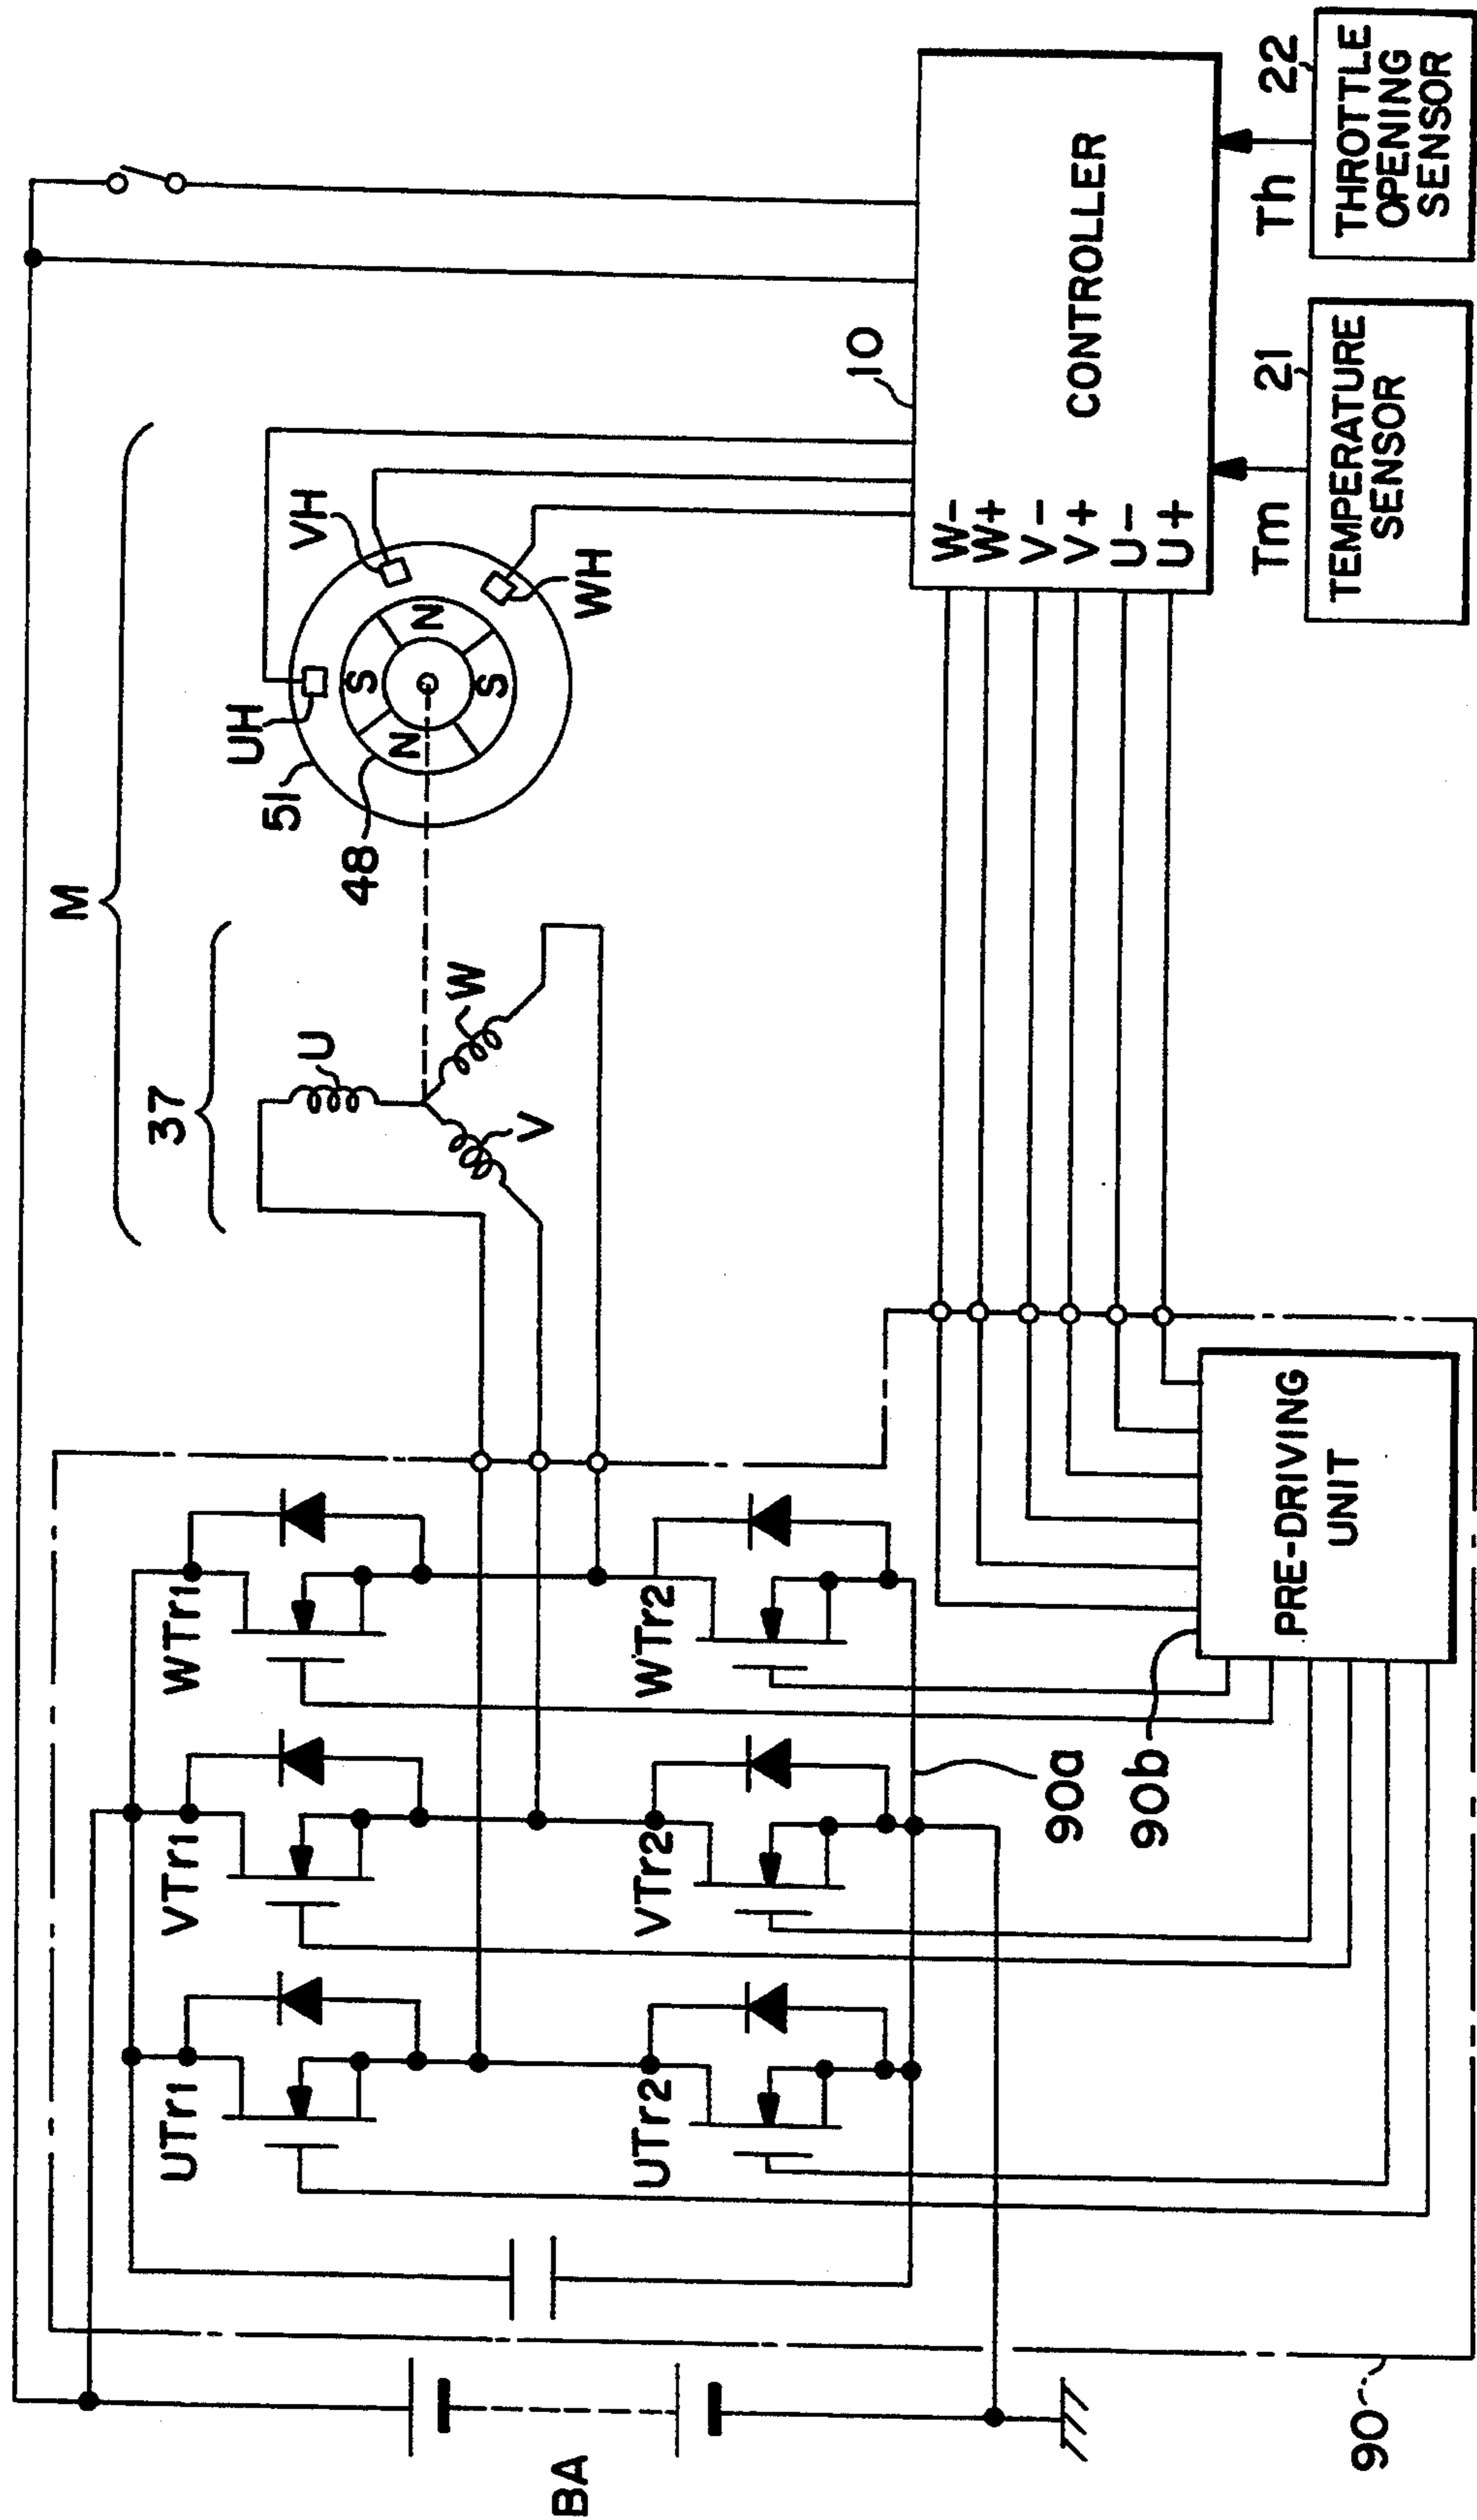 M
37
U
V
W
51
48
UH
VH
WH
N
S
N
S
10
CONTROLLER
W-
W+
V-
V+
U-
U+
Tm
21
TEMPERATURE
SENSOR
Th
22
THROTTLE
OPENING
SENSOR
UTr1
VTr1
WTr1
UTr2
VTr2
WTr2
90a
90b
PRE-DRIVING
UNIT
BA
90